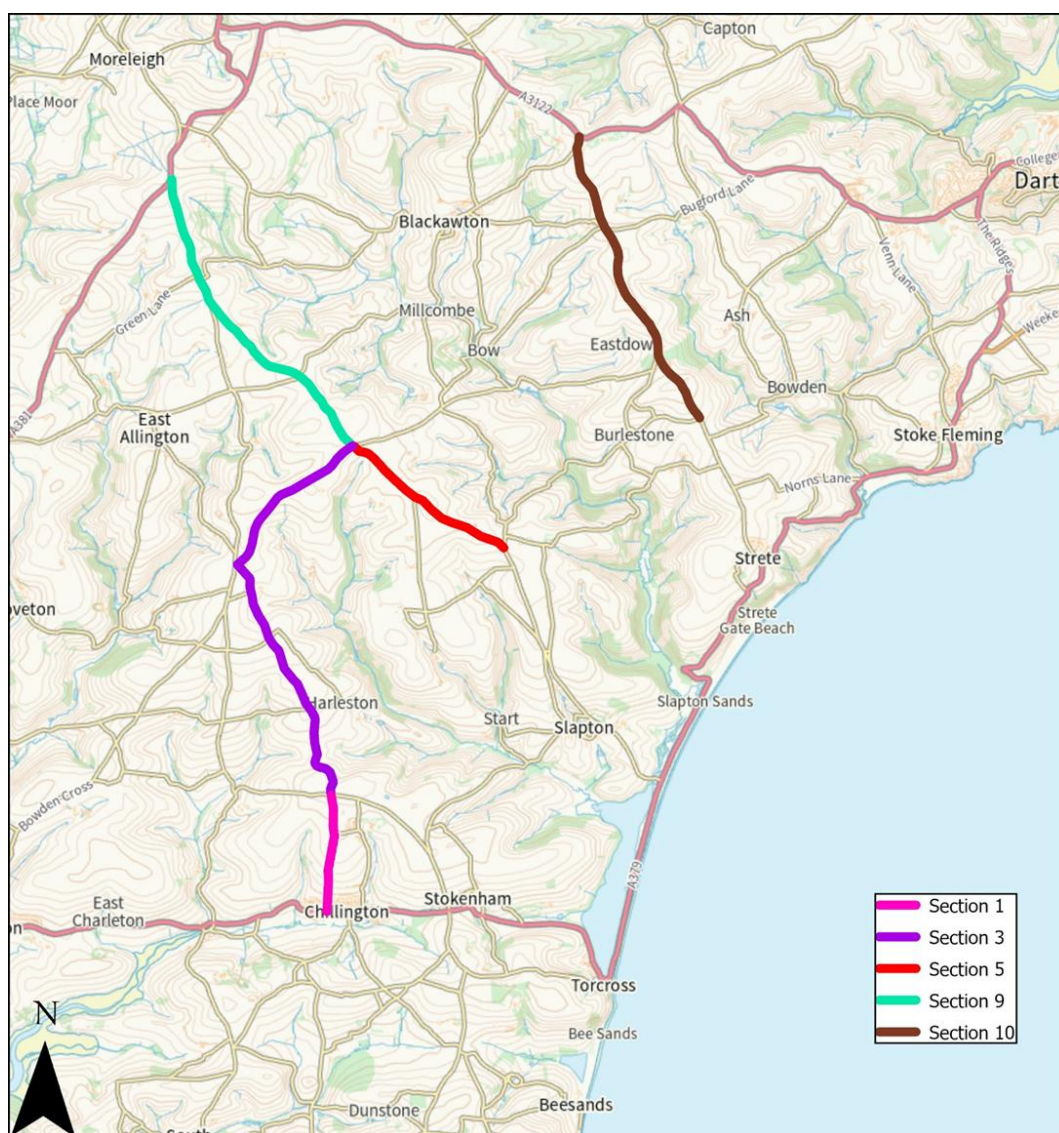 Capton
Moreleigh
Place Moor
A3122
College
Dart
Bugford Lane
Blackawton
The Ridges
Venn Lane
Green Lane
Millcombe
Ash
Weeke
Bow
Eastdow
Bowden
A381
East
Allington
Burlestone
Stoke Fleming
Norns Lane
Strete
oveton
Strete
Gate Beach
Harleston
Slapton Sands
Start
Slapton
Bowden Cross
A379
East
Charleton
Stokenham
Chillington
on
Section 1
Section 3
Section 5
Section 9
Section 10
Torcross
N
Bee Sands
Beesands
Dunstone
South